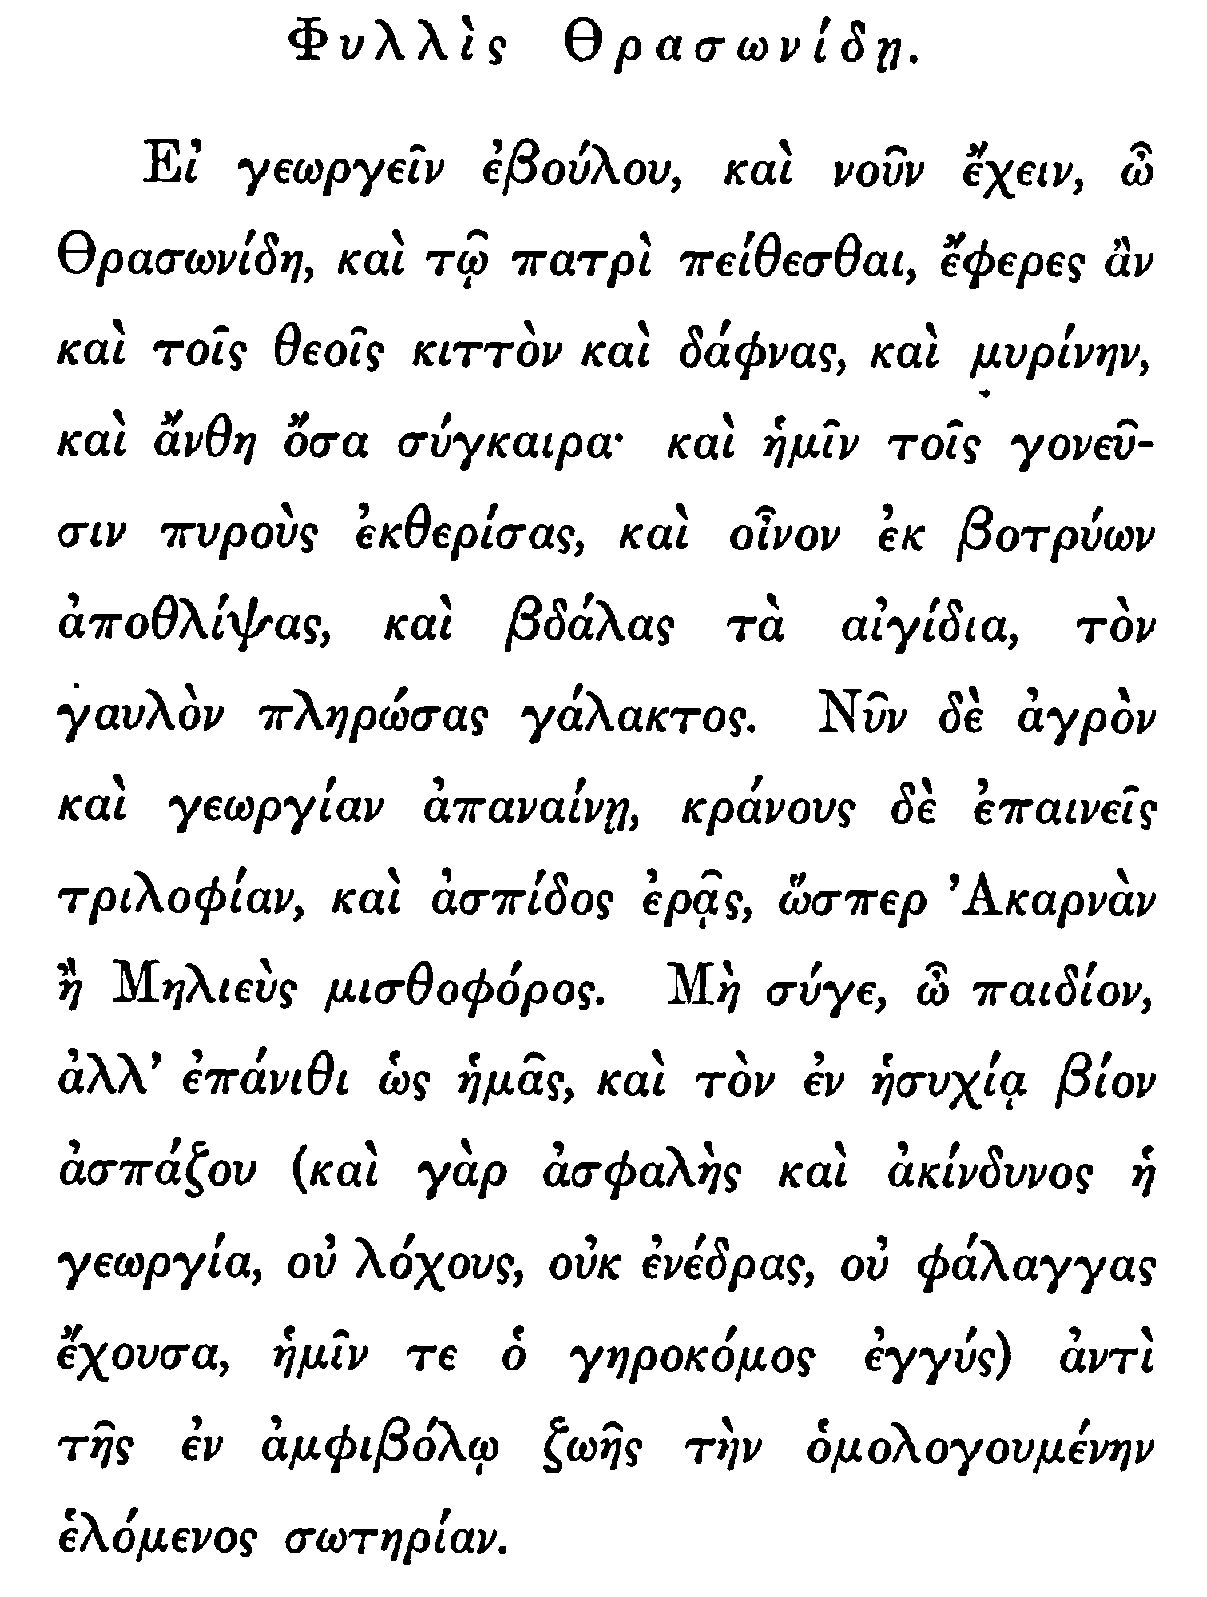 Φυλλὶς Θρασωνίδῃ.
Εἰ γεωργεῖν ἐβούλου, καὶ νοῦν ἔχειν, ὦ
Θρασωνίδη, καὶ τῷ πατρὶ πείθεσθαι, ἔφερες ἂν
καὶ τοῖς θεοῖς κιττὸν καὶ δάφνας, καὶ μυρίνην,
καὶ ἄνθη ὅσα σύγκαιρα· καὶ ἡμῖν τοῖς γονεῦ-
σιν πυροὺς ἐκθερίσας, καὶ οἶνον ἐκ βοτρύων
ἀποθλίψας, καὶ βδάλας τὰ αἰγίδια, τὸν
γαυλὸν πληρώσας γάλακτος. Νῦν δὲ ἀγρὸν
καὶ γεωργίαν ἀπαναίνῃ, κράνους δὲ ἐπαινεῖς
τριλοφίαν, καὶ ἀσπίδος ἐρᾷς, ὥσπερ Ἀκαρνὰν
ἢ Μηλιεὺς μισθοφόρος. Μὴ σύγε, ὦ παιδίον,
ἀλλ’ ἐπάνιθι ὡς ἡμᾶς, καὶ τὸν ἐν ἡσυχίᾳ βίον
ἀσπάζου (καὶ γὰρ ἀσφαλὴς καὶ ἀκίνδυνος ἡ
γεωργία, οὐ λόχους, οὐκ ἐνέδρας, οὐ φάλαγγας
ἔχουσα, ἡμῖν τε ὁ γηροκόμος ἐγγύς) ἀντὶ
τῆς ἐν ἀμφιβόλῳ ζωῆς τὴν ὁμολογουμένην
ἑλόμενος σωτηρίαν.